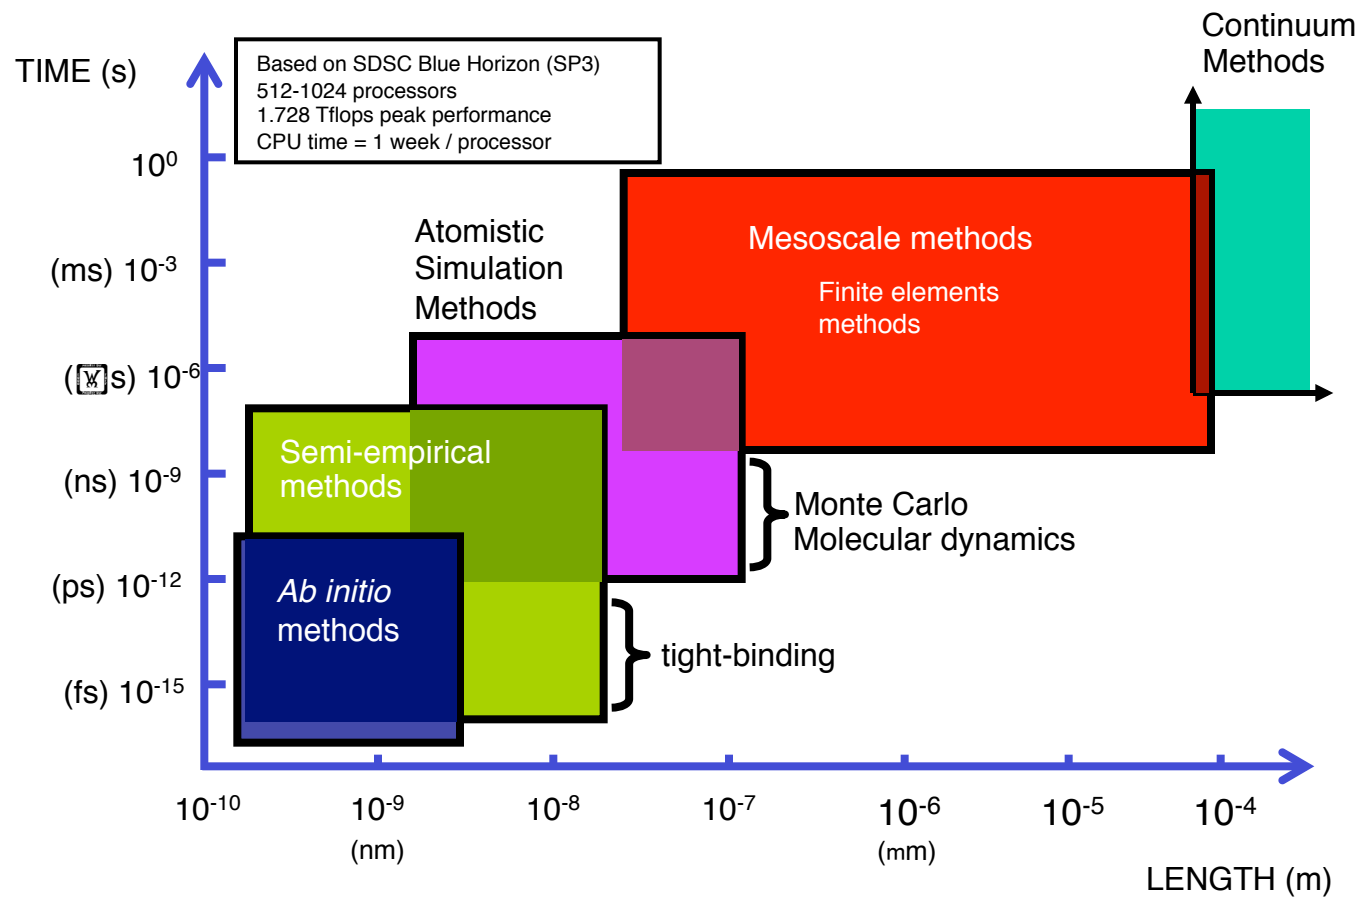 Continuum
Methods
TIME (s)
Based on SDSC Blue Horizon (SP3)
512-1024 processors
1.728 Tflops peak performance
CPU time = 1 week / processor
10⁰
Atomistic
Simulation
Methods
Mesoscale methods
Finite elements
methods
(ms) 10⁻³
( s) 10⁻⁶
Semi-empirical
methods
(ns) 10⁻⁹
Monte Carlo
Molecular dynamics
(ps) 10⁻¹²
Ab initio
methods
tight-binding
(fs) 10⁻¹⁵
10⁻¹⁰ 10⁻⁹ 10⁻⁸ 10⁻⁷ 10⁻⁶ 10⁻⁵ 10⁻⁴
(nm) (mm)
LENGTH (m)